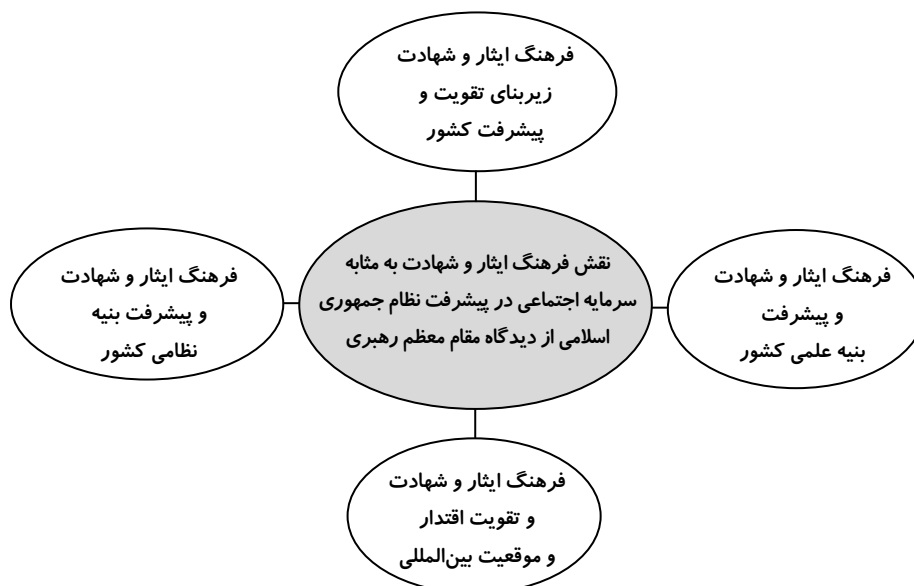 فرهنگ ایثار و شهادت
زیربنای تقویت و
پیشرفت کشور
نقش فرهنگ ایثار و شهادت به مثابه
سرمایه اجتماعی در پیشرفت نظام جمهوری
اسلامی از دیدگاه مقام معظم رهبری
فرهنگ ایثار و شهادت
و پیشرفت
بنیه علمی کشور
فرهنگ ایثار و شهادت
و پیشرفت بنیه
نظامی کشور
فرهنگ ایثار و شهادت
و تقویت اقتدار
و موقعیت بین‌المللی